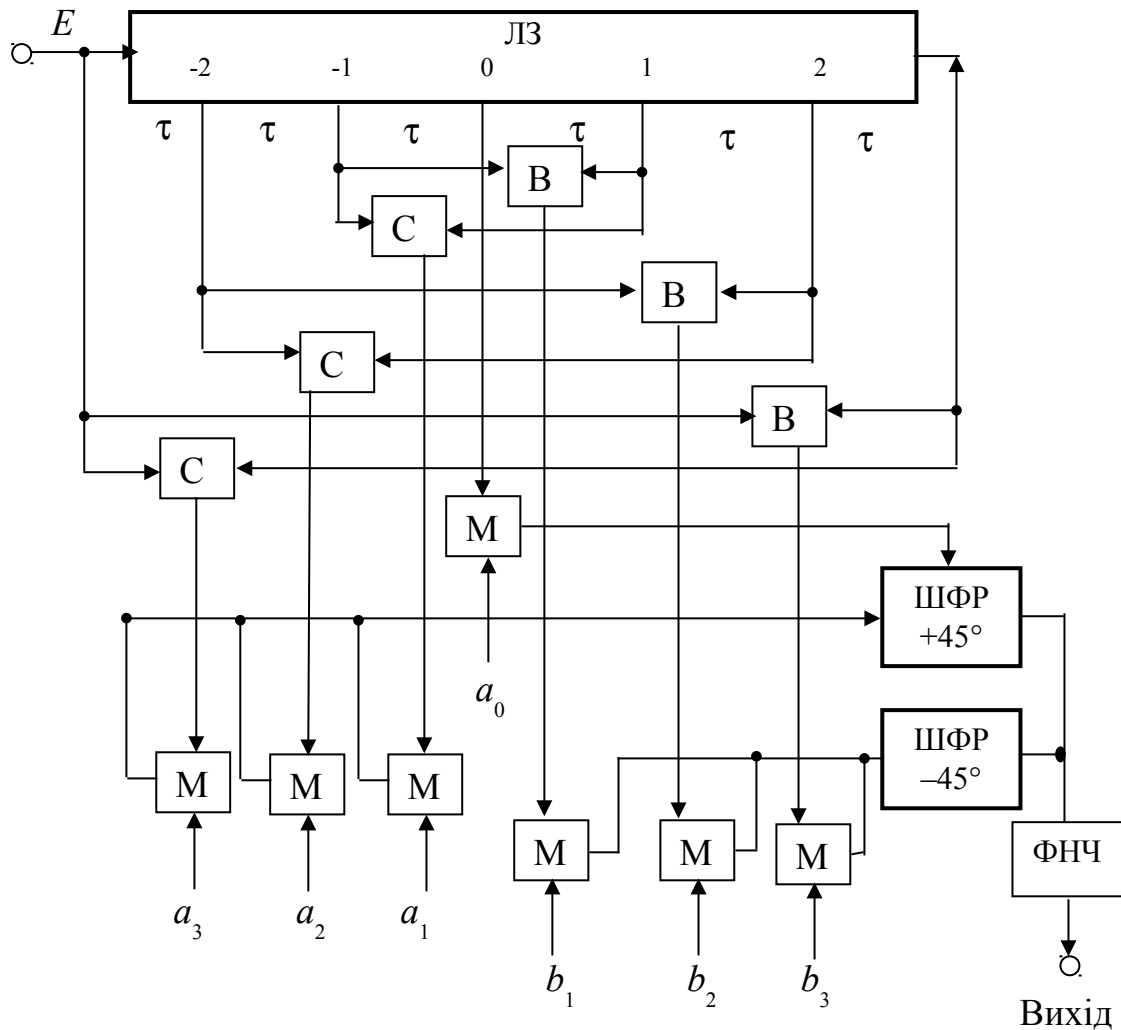 E
ЛЗ
-2 -1 0 1 2
τ τ τ τ τ τ
В
С
В
С
В
С
М
ШФР
+45°
a0
ШФР
–45°
М М М
М М М
ФНЧ
a3 a2 a1
b1 b2 b3
Вихід